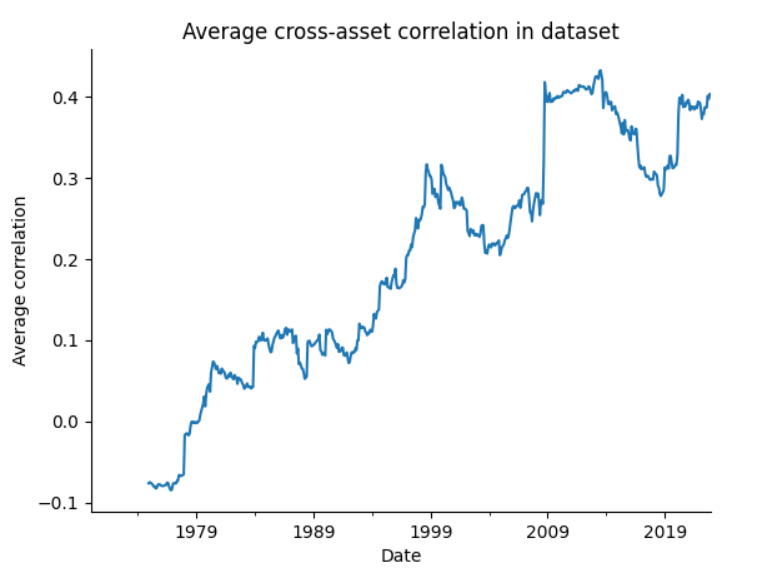 Average cross-asset correlation in dataset
Average correlation
0.4
0.3
0.2
0.1
0.0
−0.1
1979 1989 1999 2009 2019
Date